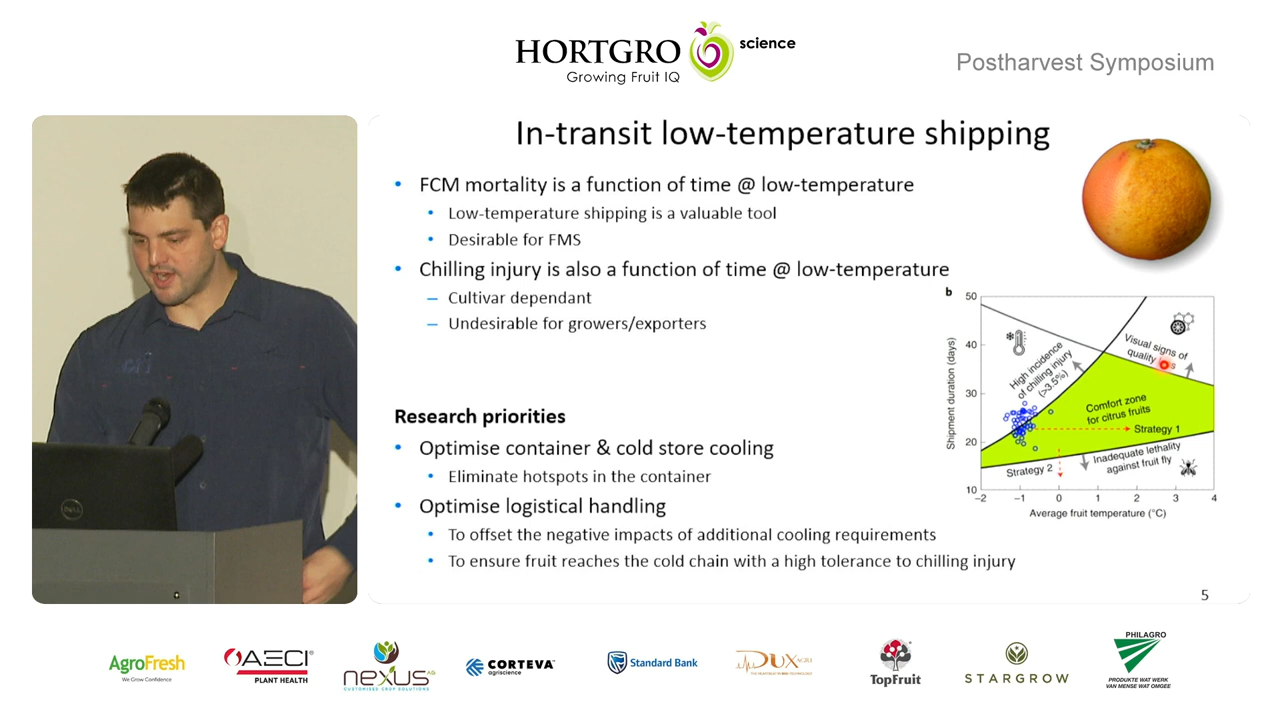 HORTGRO science
Growing Fruit IQ
Postharvest Symposium
In-transit low-temperature shipping
• FCM mortality is a function of time @ low-temperature
• Low-temperature shipping is a valuable tool
• Desirable for FMS
• Chilling injury is also a function of time @ low-temperature
– Cultivar dependant
– Undesirable for growers/exporters
Research priorities
• Optimise container & cold store cooling
• Eliminate hotspots in the container
• Optimise logistical handling
• To offset the negative impacts of additional cooling requirements
• To ensure fruit reaches the cold chain with a high tolerance to chilling injury
b
Shipment duration (days)
50
40
30
20
10
High incidence
of chilling injury
(>3.5%)
Visual signs of
quality
Comfort zone
for citrus fruits
Strategy 1
Strategy 2
Inadequate lethality
against fruit fly
−2 −1 0 1 2 3 4
Average fruit temperature (°C)
5
DELL
AgroFresh
We Grow Confidence
AECI
PLANT HEALTH
nexus AG
CUSTOMISED CROP SOLUTIONS
CORTEVA
agriscience
Standard Bank
DUX AGRI
TopFruit
STARGROW
PHILAGRO
PRODUKTE WAT WERK
VAN MENSE WAT OMGEE